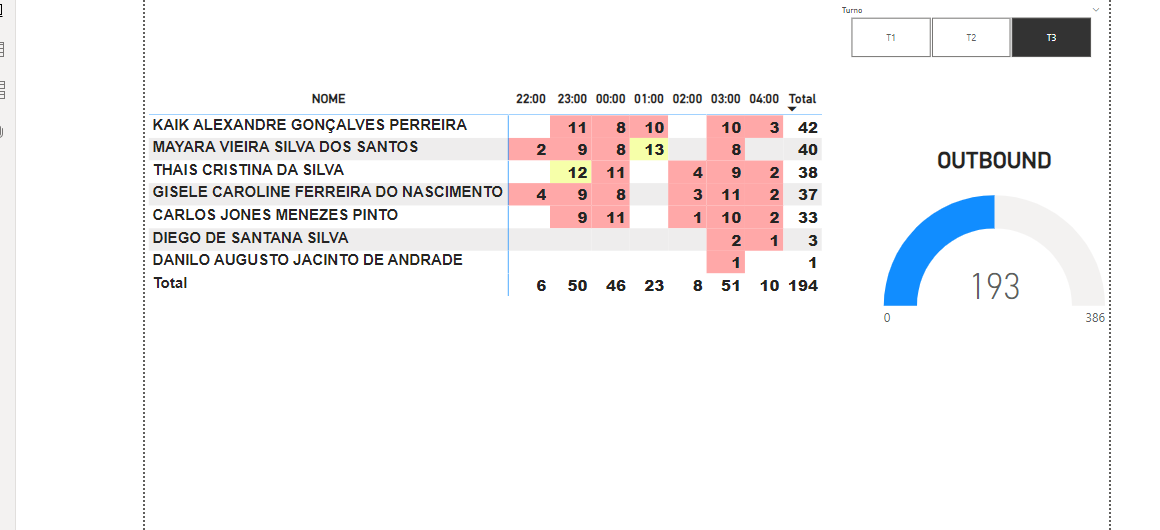 Turno
T1 T2 T3
NOME 22:00 23:00 00:00 01:00 02:00 03:00 04:00 Total
KAIK ALEXANDRE GONÇALVES PERREIRA 11 8 10 10 3 42
MAYARA VIEIRA SILVA DOS SANTOS 2 9 8 13 8 40
THAIS CRISTINA DA SILVA 12 11 4 9 2 38
GISELE CAROLINE FERREIRA DO NASCIMENTO 4 9 8 3 11 2 37
CARLOS JONES MENEZES PINTO 9 11 1 10 2 33
DIEGO DE SANTANA SILVA 2 1 3
DANILO AUGUSTO JACINTO DE ANDRADE 1 1
Total 6 50 46 23 8 51 10 194
OUTBOUND
193
0 386